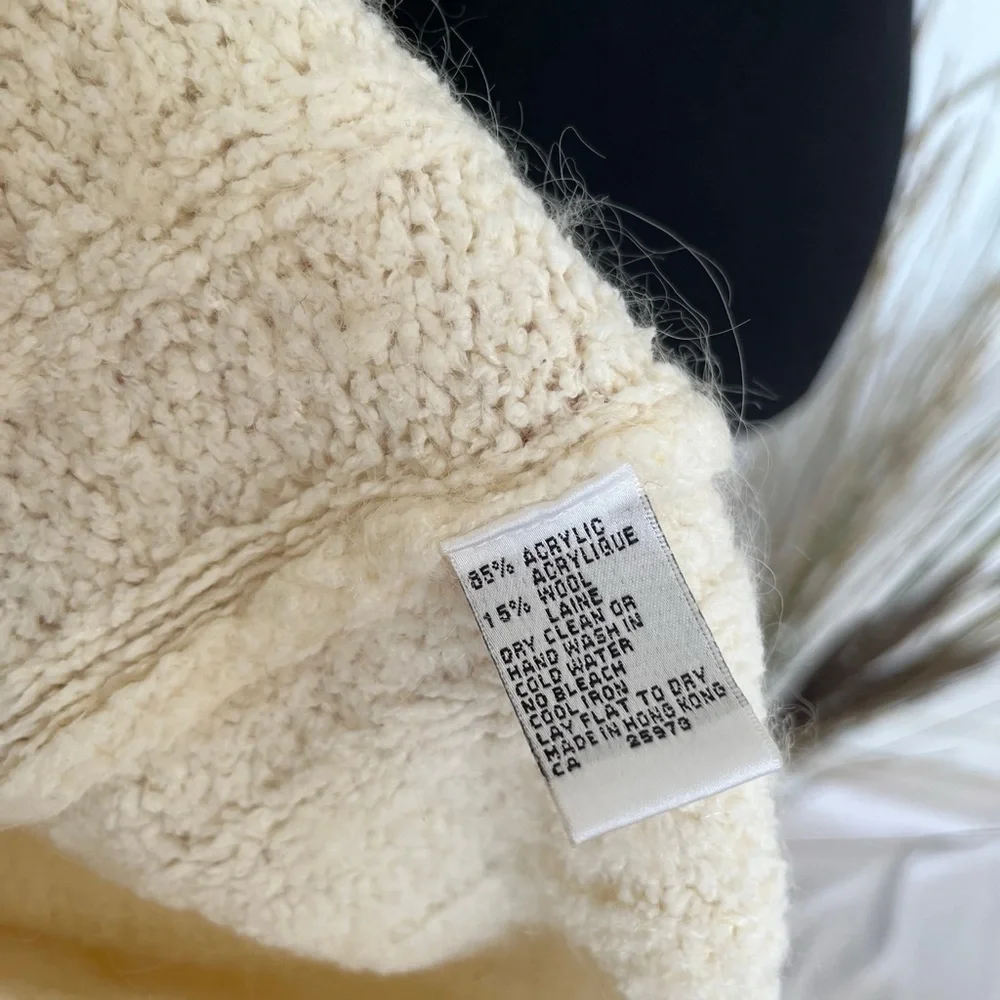 85% ACRYLIC
ACRYLIQUE
15% WOOL
LAINE
DRY CLEAN OR
HAND WASH IN
COLD WATER
NO BLEACH
COOL IRON
LAY FLAT TO DRY
MADE IN HONG KONG
CA 25979